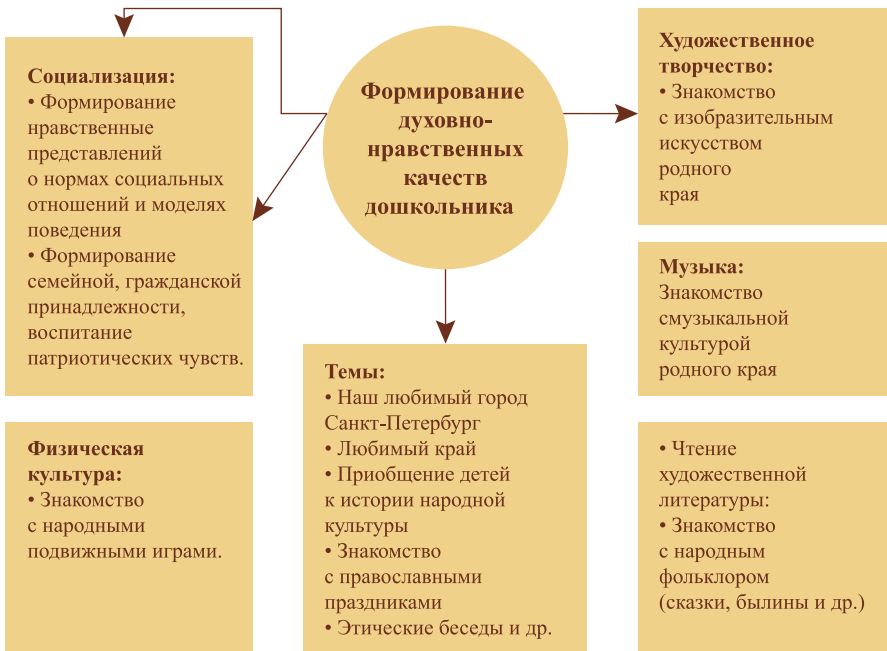 Социализация:
• Формирование
нравственные
представлений
о нормах социальных
отношений и моделях
поведения
• Формирование
семейной, гражданской
принадлежности,
воспитание
патриотических чувств.
Формирование
духовно-
нравственных
качеств
дошкольника
Художественное
творчество:
• Знакомство
с изобразительным
искусством
родного
края
Музыка:
Знакомство
смузыкальной
культурой
родного края
Физическая
культура:
• Знакомство
с народными
подвижными играми.
Темы:
• Наш любимый город
Санкт-Петербург
• Любимый край
• Приобщение детей
к истории народной
культуры
• Знакомство
с православными
праздниками
• Этические беседы и др.
• Чтение
художественной
литературы:
• Знакомство
с народным
фольклором
(сказки, былины и др.)